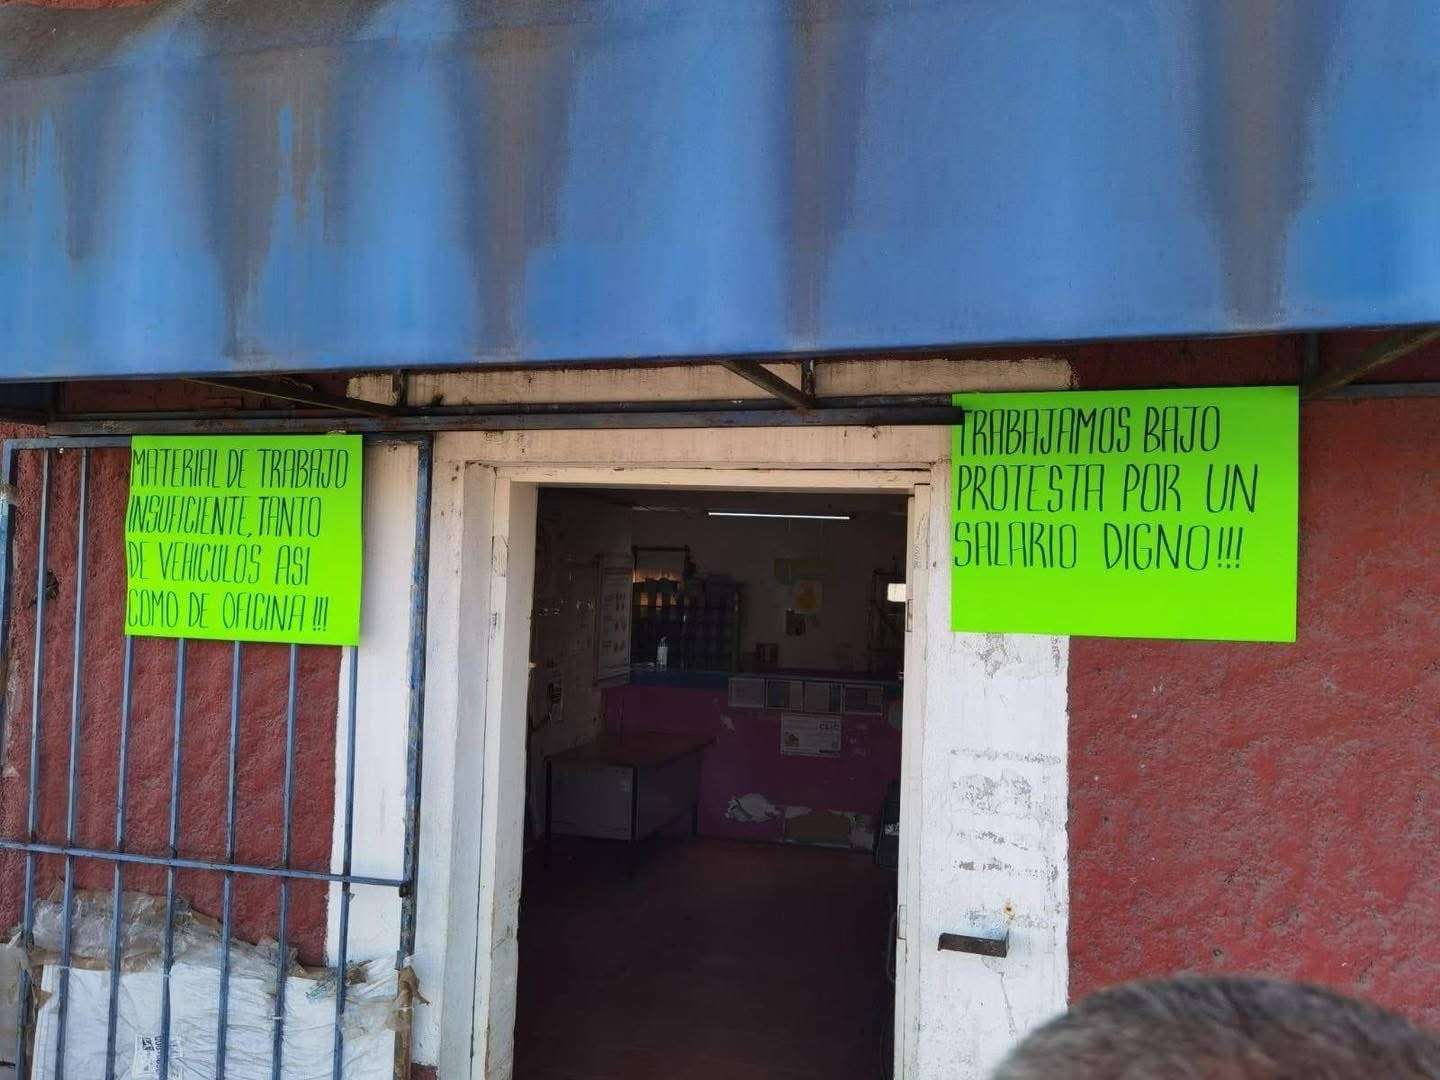 MATERIAL DE TRABAJO
INSUFICIENTE, TANTO
DE VEHICULOS ASI
COMO DE OFICINA!!!
TRABAJAMOS BAJO
PROTESTA POR UN
SALARIO DIGNO!!!